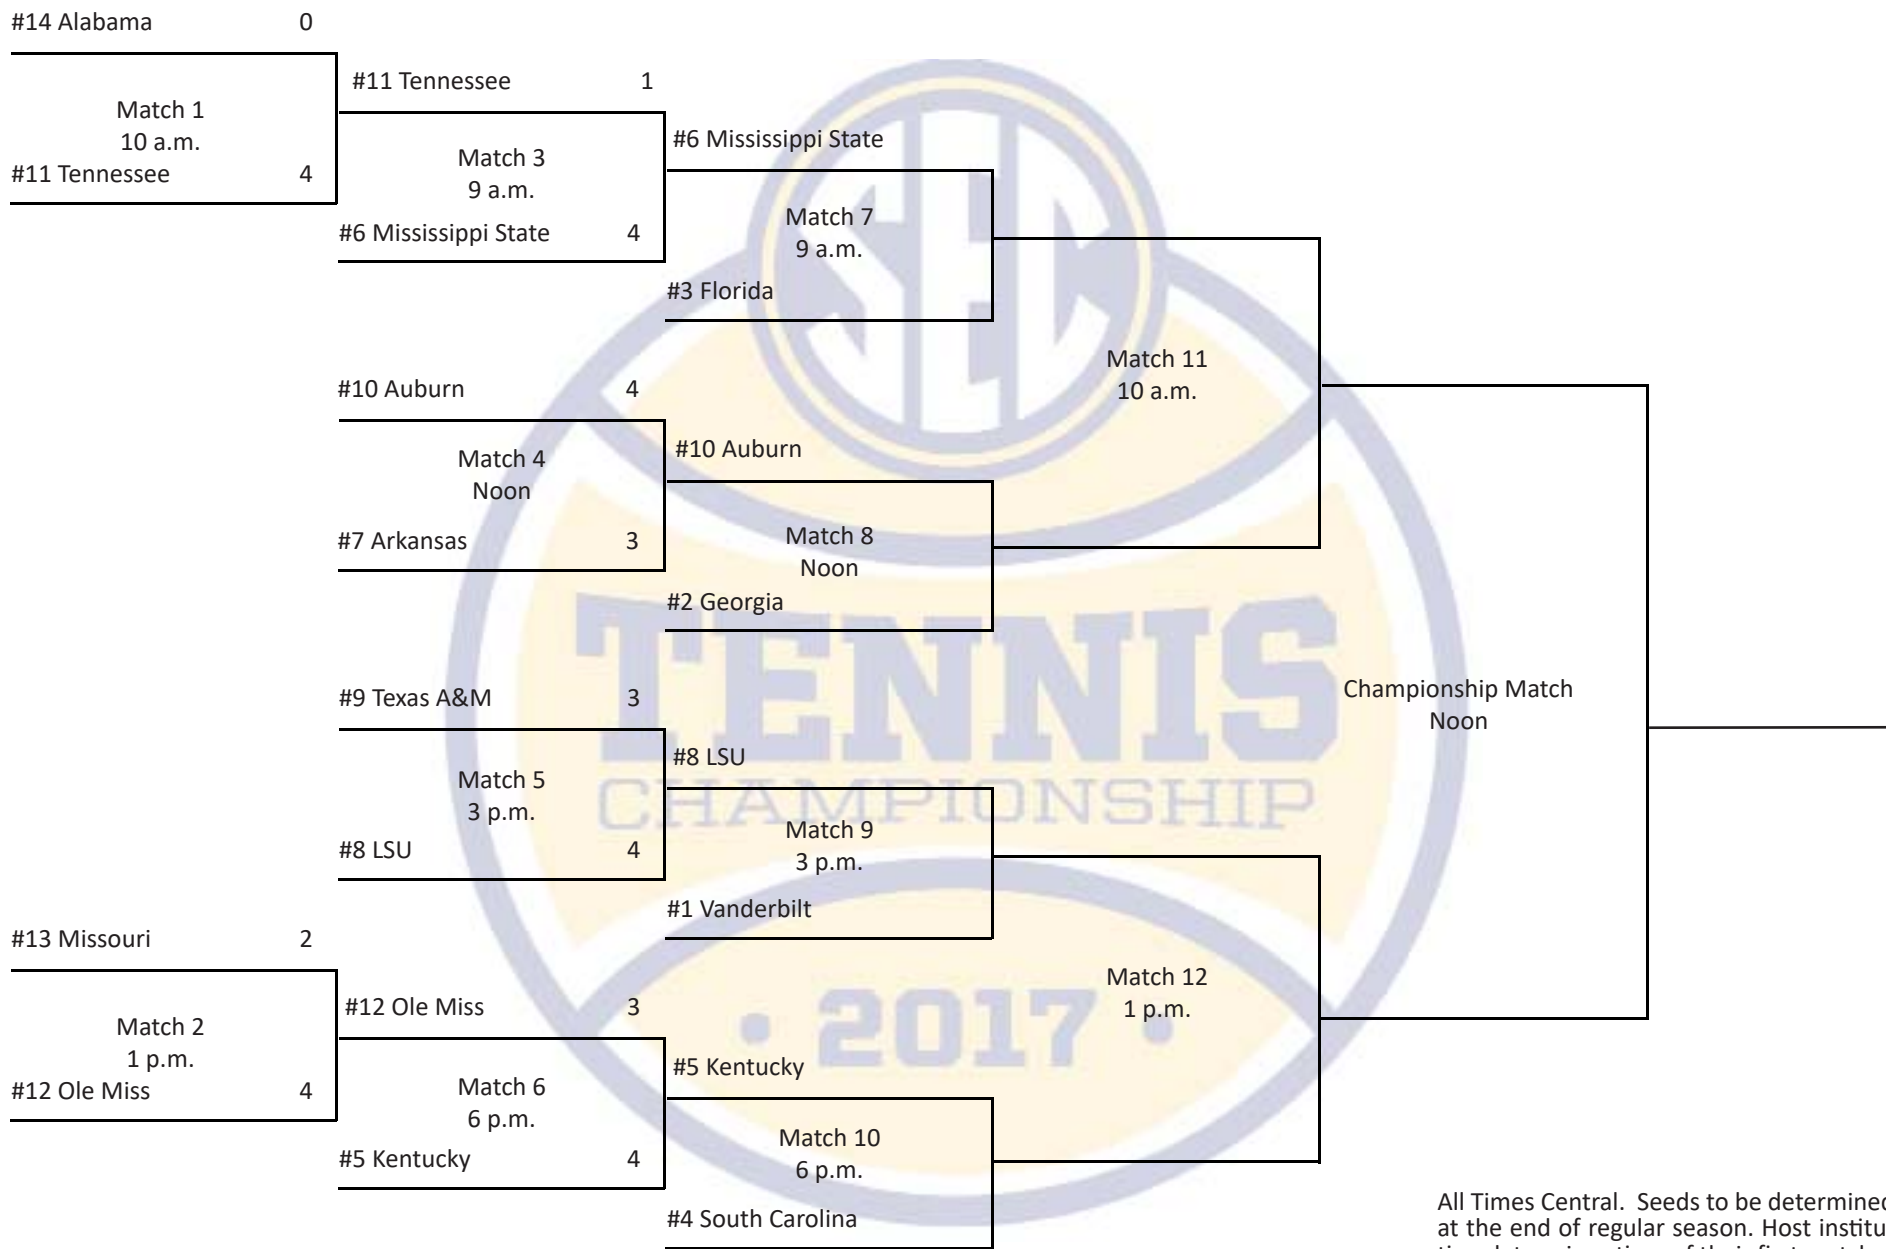 #14 Alabama 0
Match 1
10 a.m.
#11 Tennessee 4
#11 Tennessee 1
Match 3
9 a.m.
#6 Mississippi State 4
#6 Mississippi State
Match 7
9 a.m.
#3 Florida
#10 Auburn 4
Match 4
Noon
#7 Arkansas 3
#10 Auburn
Match 8
Noon
#2 Georgia
Match 11
10 a.m.
#9 Texas A&M 3
Match 5
3 p.m.
#8 LSU 4
#8 LSU
Match 9
3 p.m.
#1 Vanderbilt
#13 Missouri 2
Match 2
1 p.m.
#12 Ole Miss 4
#12 Ole Miss 3
Match 6
6 p.m.
#5 Kentucky 4
#5 Kentucky
Match 10
6 p.m.
#4 South Carolina
Match 12
1 p.m.
Championship Match
Noon
SEC
TENNIS
CHAMPIONSHIP
• 2017 •
All Times Central. Seeds to be determined
at the end of regular season. Host institu